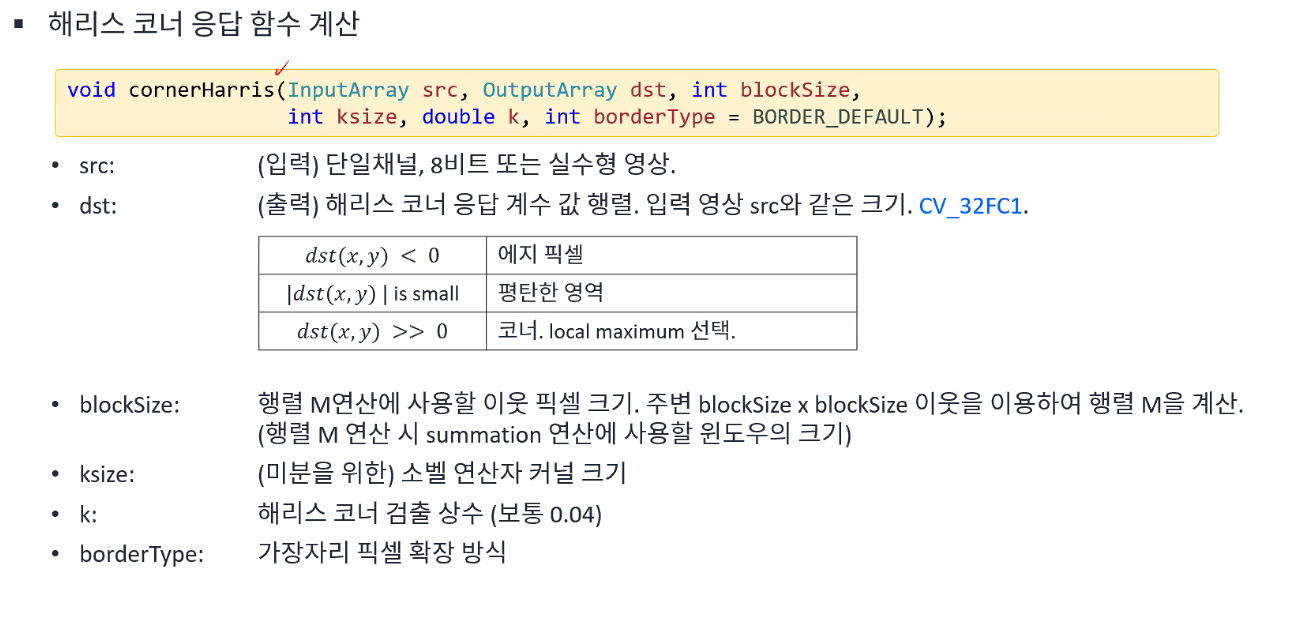 ▪ 해리스 코너 응답 함수 계산
void cornerHarris(InputArray src, OutputArray dst, int blockSize,
int ksize, double k, int borderType = BORDER_DEFAULT);
• src: (입력) 단일채널, 8비트 또는 실수형 영상.
• dst: (출력) 해리스 코너 응답 계수 값 행렬. 입력 영상 src와 같은 크기. CV_32FC1.
dst(x,y) < 0 에지 픽셀
|dst(x,y)| is small 평탄한 영역
dst(x,y) >> 0 코너. local maximum 선택.
• blockSize: 행렬 M연산에 사용할 이웃 픽셀 크기. 주변 blockSize x blockSize 이웃을 이용하여 행렬 M을 계산.
(행렬 M 연산 시 summation 연산에 사용할 윈도우의 크기)
• ksize: (미분을 위한) 소벨 연산자 커널 크기
• k: 해리스 코너 검출 상수 (보통 0.04)
• borderType: 가장자리 픽셀 확장 방식